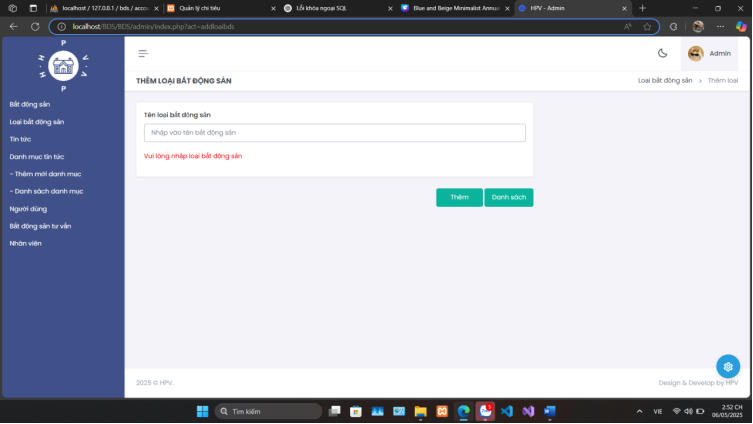 localhost / 127.0.0.1 / bds / accou
Quản lý chi tiêu
Lỗi khóa ngoại SQL
Blue and Beige Minimalist Annual
HPV - Admin
localhost/BDS/BDS/admin/index.php?act=addloaibds
H P V
P
H
Admin
THÊM LOẠI BẤT ĐỘNG SẢN
Loại bất động sản > Thêm loại
Bất động sản
Loại bất động sản
Tin tức
Danh mục tin tức
- Thêm mới danh mục
- Danh sách danh mục
Người dùng
Bất động sản tư vấn
Nhân viên
Tên loại bất động sản
Nhập vào tên bất động sản
Vui lòng nhập loại bất động sản
Thêm
Danh sách
2025 © HPV.
Design & Develop by HPV
Tìm kiếm
VIE
2:52 CH
06/05/2025